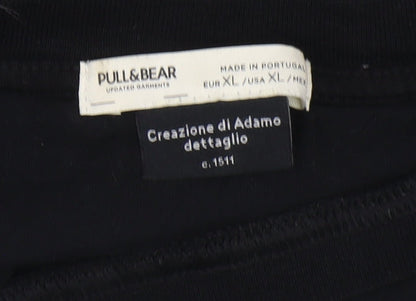 PULL&BEAR
UPDATED GARMENTS
MADE IN PORTUGAL
EUR XL / USA XL / MEX
Creazione di Adamo
dettaglio
c. 1511